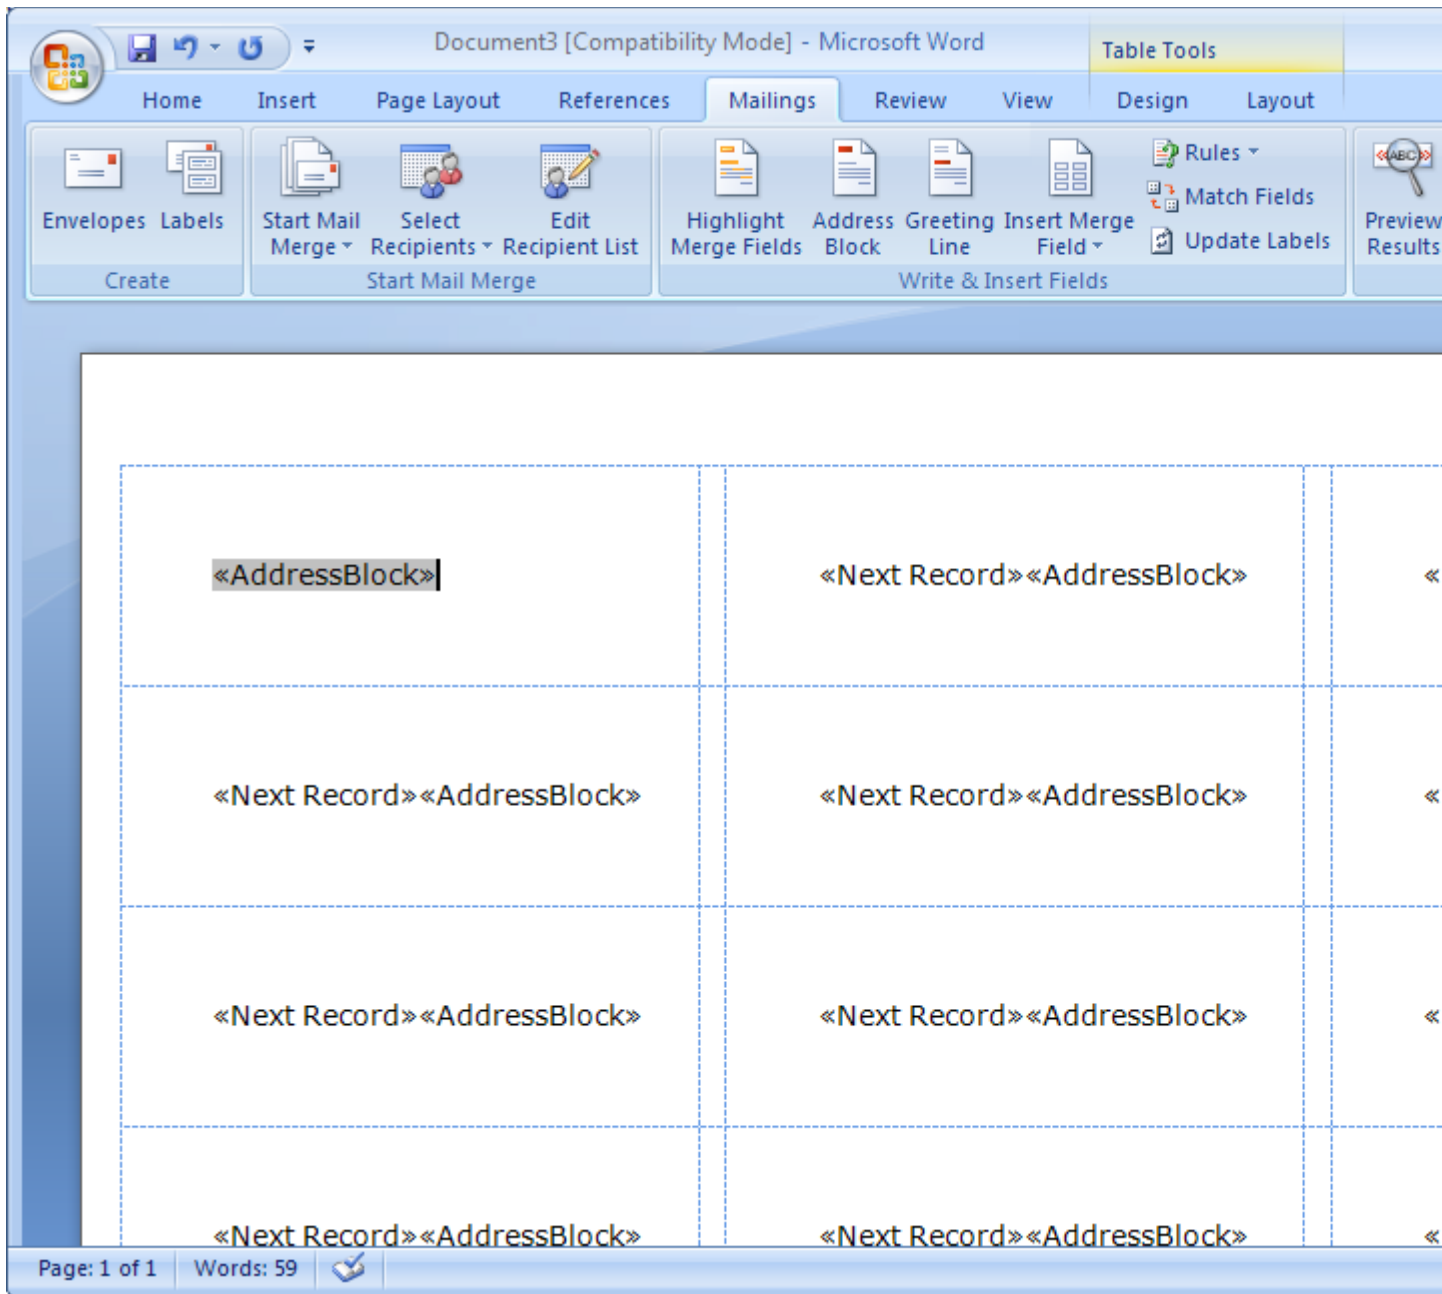 Document3 [Compatibility Mode] - Microsoft Word
Table Tools
Home Insert Page Layout References Mailings Review View Design Layout
Envelopes Labels
Start Mail Merge Select Recipients Edit Recipient List
Highlight Merge Fields Address Block Greeting Line Insert Merge Field
Rules
Match Fields
Update Labels
«ABC»
Preview Results
Create Start Mail Merge Write & Insert Fields
«AddressBlock» «Next Record»«AddressBlock» «
«Next Record»«AddressBlock» «Next Record»«AddressBlock» «
«Next Record»«AddressBlock» «Next Record»«AddressBlock» «
«Next Record»«AddressBlock» «Next Record»«AddressBlock» «
Page: 1 of 1 Words: 59